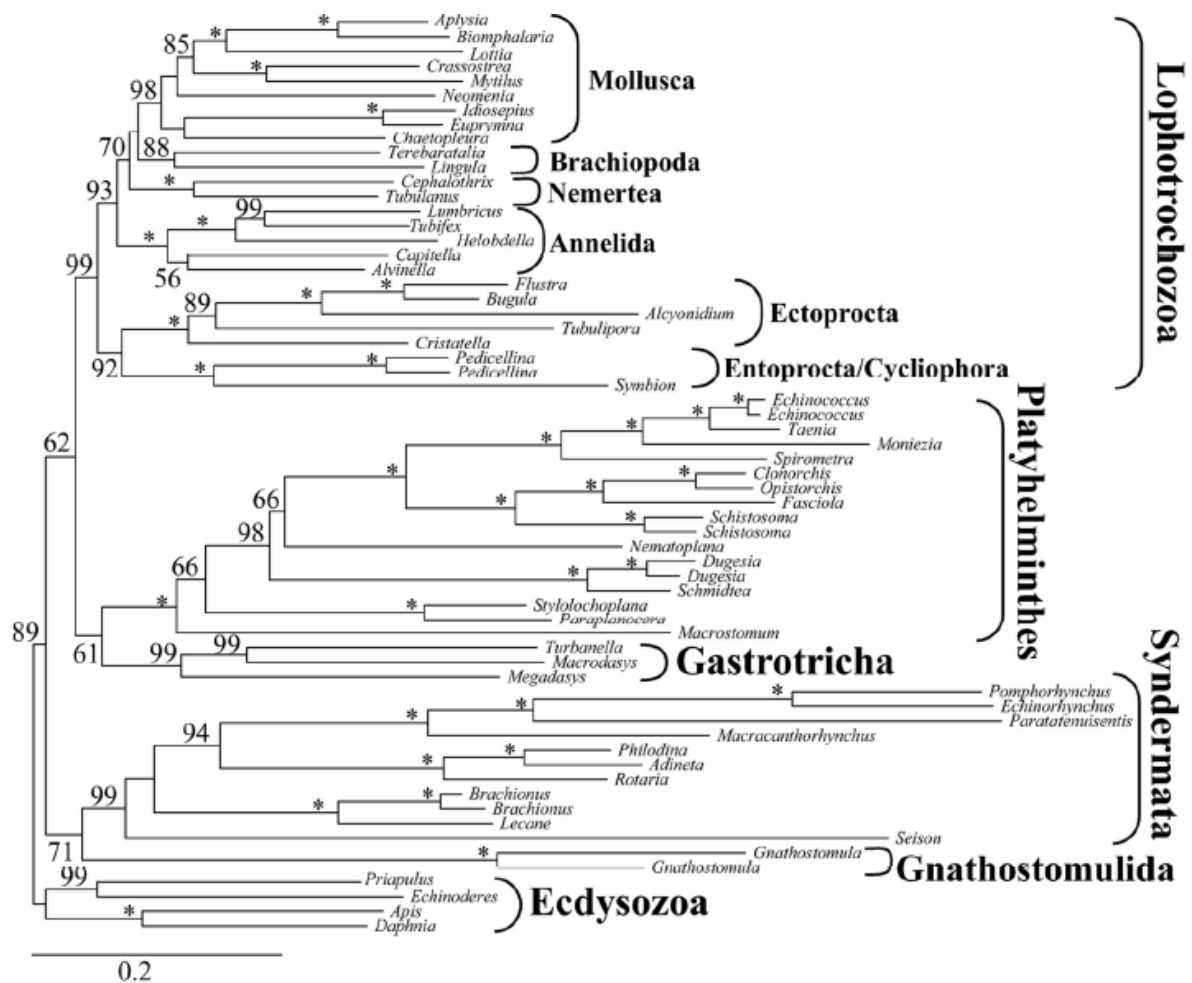 Aplysia
Biomphalaria
Lottia
Crassostrea
Mytilus
Neomenia
Idiosepius
Euprymna
Chaetopleura
Mollusca
Terebaratalia
Lingula
Brachiopoda
Cephalothrix
Tubulanus
Nemertea
Lumbricus
Tubifex
Helobdella
Capitella
Alvinella
Annelida
Flustra
Bugula
Alcyonidium
Tubulipora
Cristatella
Ectoprocta
Pedicellina
Pedicellina
Symbion
Entoprocta/Cycliophora
Lophotrochozoa
Echinococcus
Echinococcus
Taenia
Moniezia
Spirometra
Clonorchis
Opistorchis
Fasciola
Schistosoma
Schistosoma
Nematoplana
Dugesia
Dugesia
Schmidtea
Stylolochoplana
Paraplanocera
Macrostomum
Platyhelminthes
Turbanella
Macrodasys
Megadasys
Gastrotricha
Pomphorhynchus
Echinorhynchus
Paratatenuisentis
Macracanthorhynchus
Philodina
Adineta
Rotaria
Brachionus
Brachionus
Lecane
Seison
Syndermata
Gnathostomula
Gnathostomula
Gnathostomulida
Priapulus
Echinoderes
Apis
Daphnia
Ecdysozoa
85
98
70
88
93
99
99
56
89
92
62
66
98
66
89
61
99
99
94
99
71
99
0.2